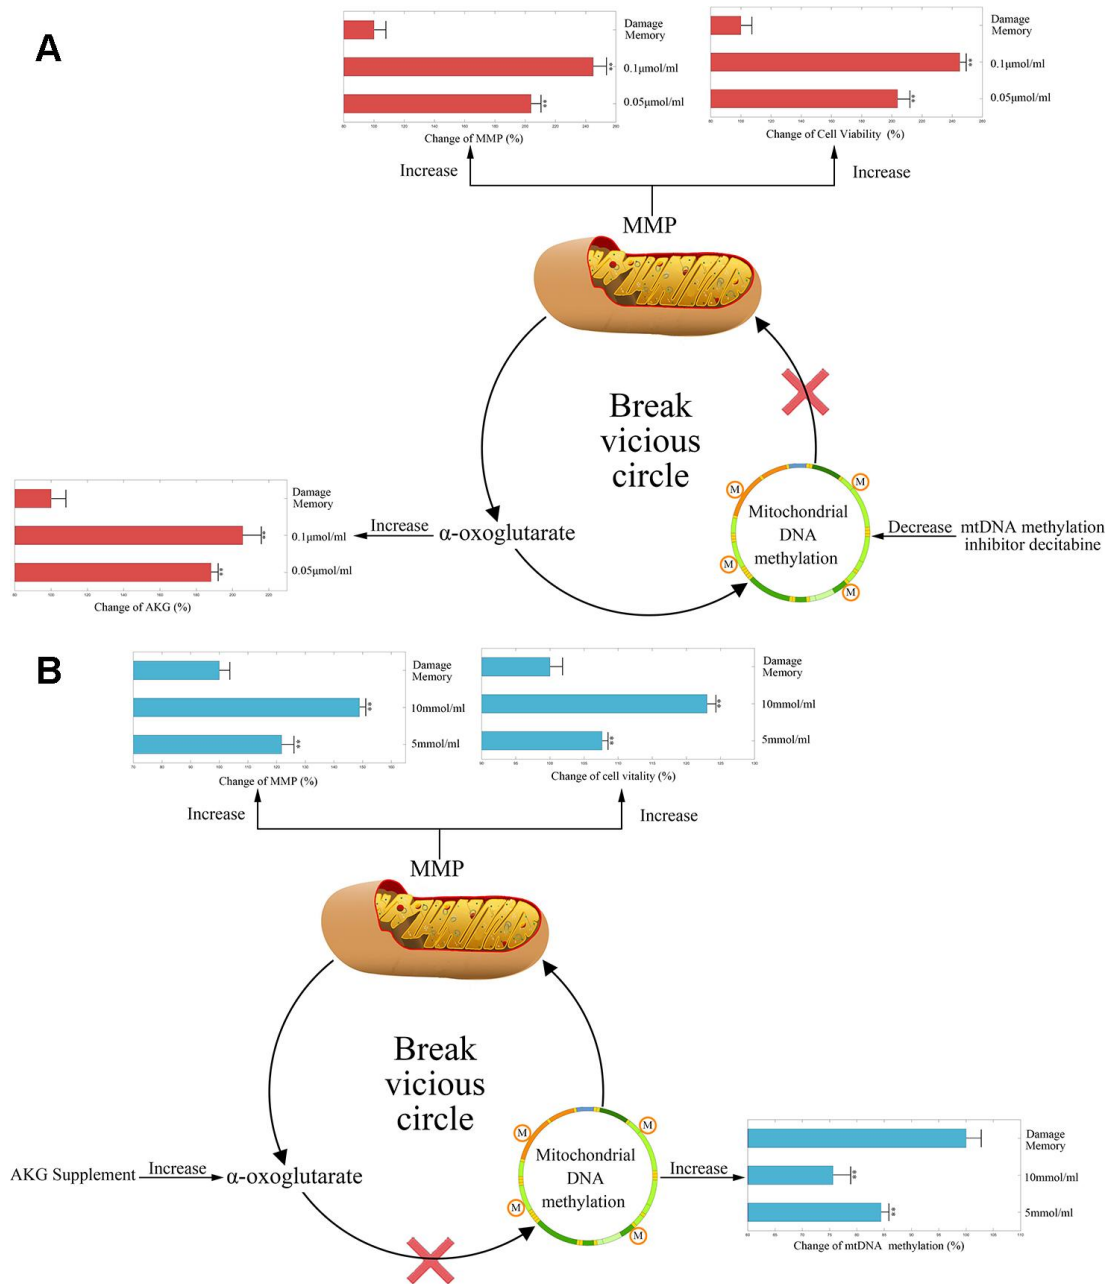 A
Damage
Memory
0.1μmol/ml
0.05μmol/ml
Change of MMP (%)
Damage
Memory
0.1μmol/ml
0.05μmol/ml
Change of Cell Viability (%)
Increase
Increase
MMP
Break
vicious
circle
Damage
Memory
0.1μmol/ml
0.05μmol/ml
Change of AKG (%)
Increase
α-oxoglutarate
M
M
M
M
Mitochondrial
DNA
methylation
Decrease
mtDNA methylation
inhibitor decitabine
B
Damage
Memory
10mmol/ml
5mmol/ml
Change of MMP (%)
Damage
Memory
10mmol/ml
5mmol/ml
Change of cell vitality (%)
Increase
Increase
MMP
Break
vicious
circle
AKG Supplement
Increase
α-oxoglutarate
M
M
M
M
Mitochondrial
DNA
methylation
Increase
Damage
Memory
10mmol/ml
5mmol/ml
Change of mtDNA methylation (%)